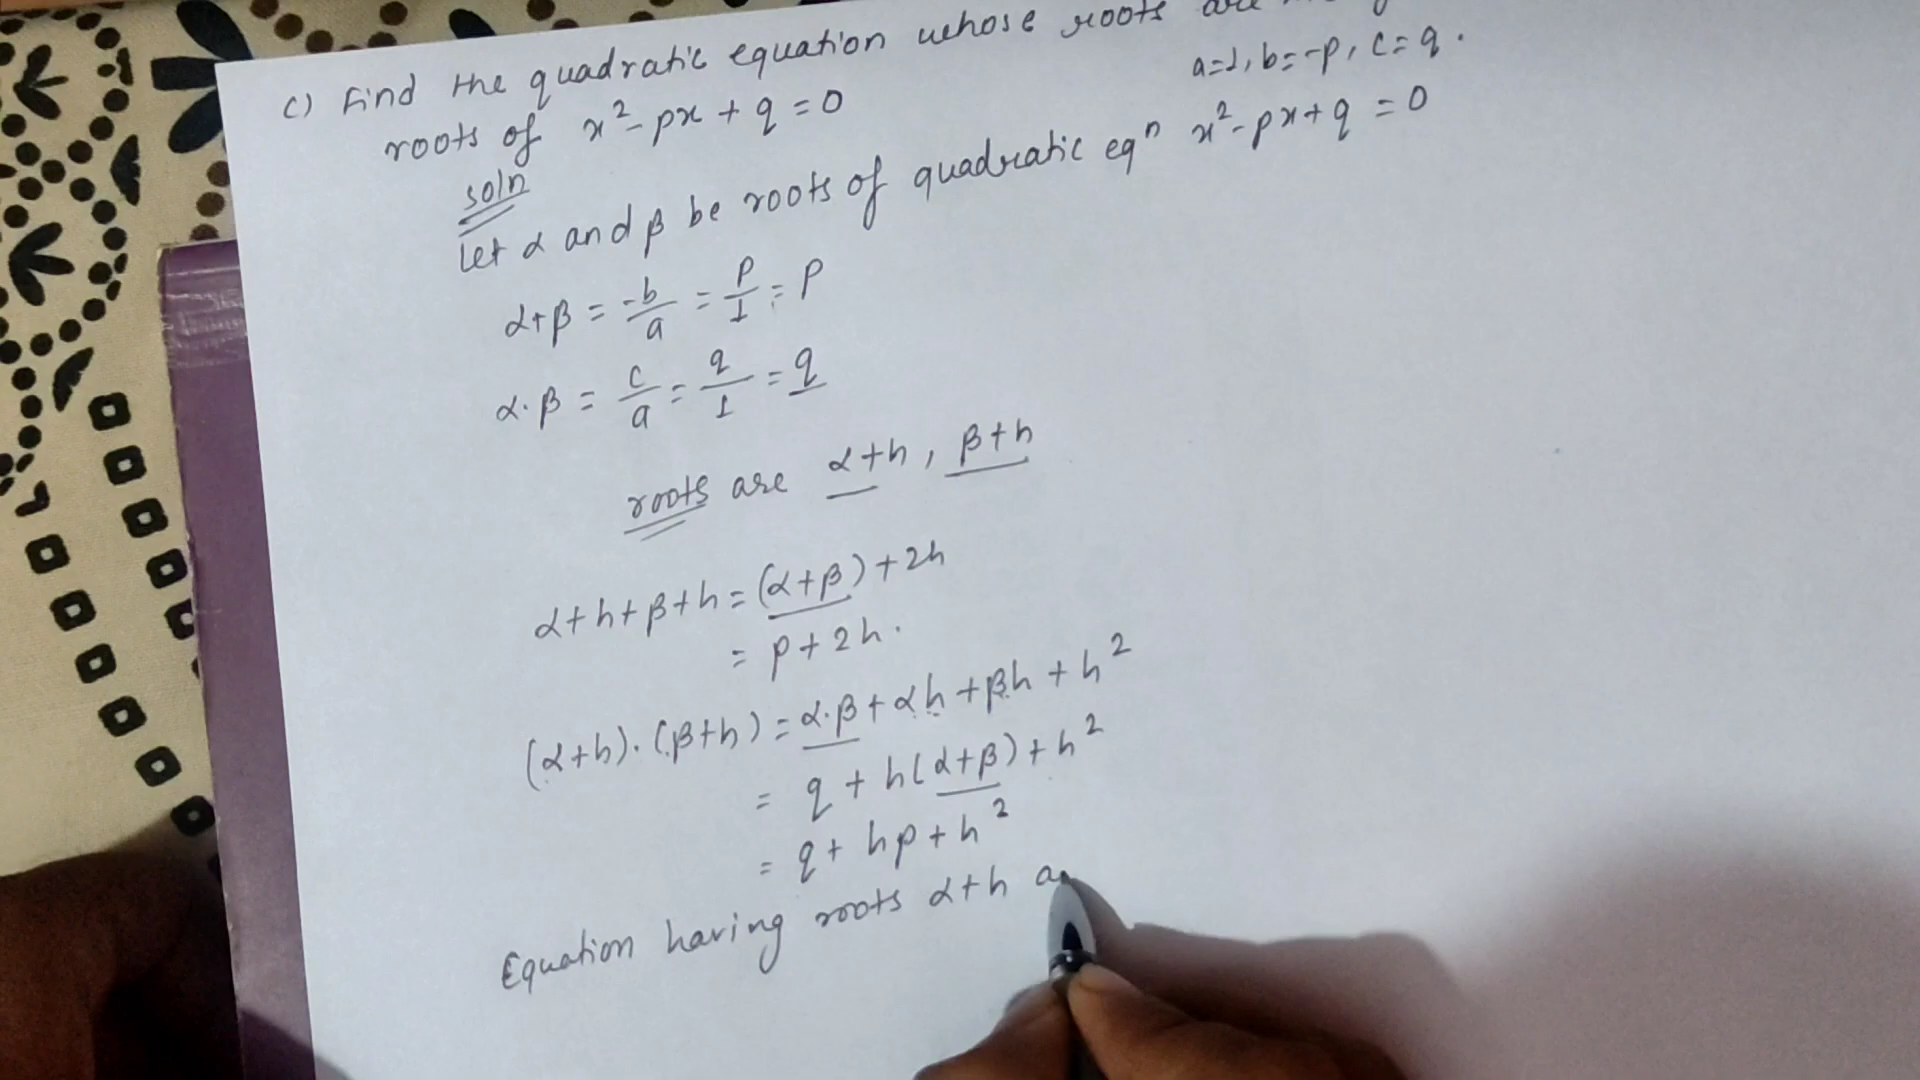 c) Find the quadratic equation whose roots are
roots of x² - px + q = 0
a=1, b=-p, c=q.
soln
Let α and β be roots of quadratic eqⁿ x² - px + q = 0
α+β = -b/a = p/1 = p
α.β = c/a = q/1 = q
roots are α+h, β+h
α+h+β+h = (α+β)+2h
= p+2h.
(α+h).(β+h) = α.β + αh + βh + h²
= q + h(α+β) + h²
= q + hp + h²
Equation having roots α+h a